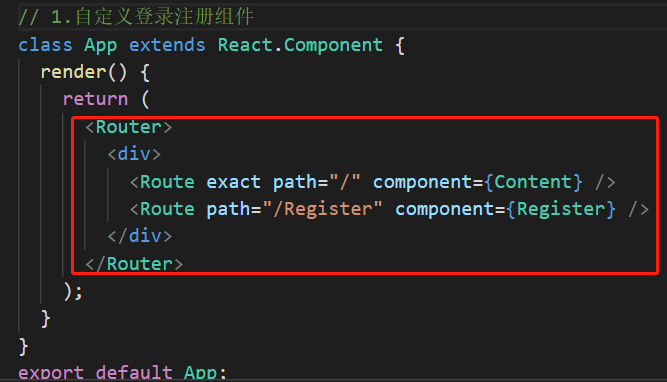 // 1.自定义登录注册组件
class App extends React.Component {
render() {
return (
<Router>
<div>
<Route exact path="/" component={Content} />
<Route path="/Register" component={Register} />
</div>
</Router>
);
}
}
export default App;